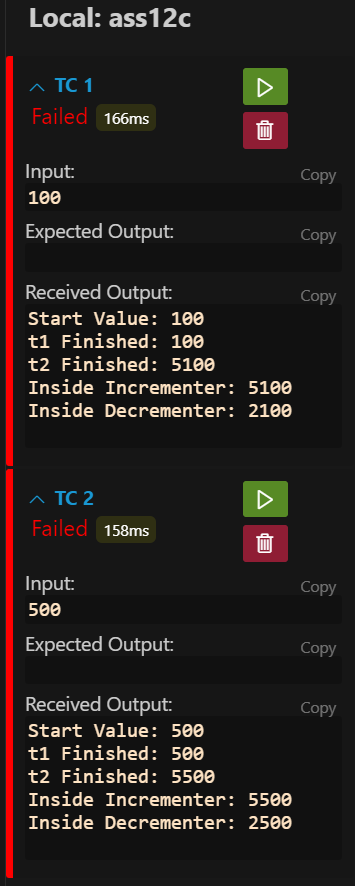 Local: ass12c
TC 1
Failed 166ms
Input:
Copy
100
Expected Output:
Copy
Received Output:
Copy
Start Value: 100
t1 Finished: 100
t2 Finished: 5100
Inside Incrementer: 5100
Inside Decrementer: 2100
TC 2
Failed 158ms
Input:
Copy
500
Expected Output:
Copy
Received Output:
Copy
Start Value: 500
t1 Finished: 500
t2 Finished: 5500
Inside Incrementer: 5500
Inside Decrementer: 2500